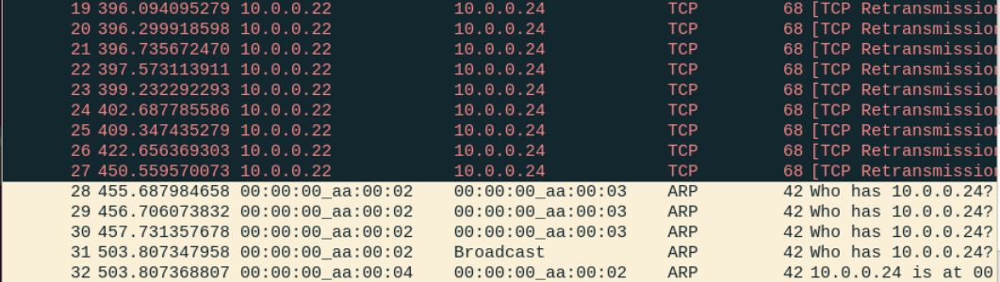 19 396.094095279 10.0.0.22 10.0.0.24 TCP 68 [TCP Retransmission
20 396.299918598 10.0.0.22 10.0.0.24 TCP 68 [TCP Retransmission
21 396.735672470 10.0.0.22 10.0.0.24 TCP 68 [TCP Retransmission
22 397.573113911 10.0.0.22 10.0.0.24 TCP 68 [TCP Retransmission
23 399.232292293 10.0.0.22 10.0.0.24 TCP 68 [TCP Retransmission
24 402.687785586 10.0.0.22 10.0.0.24 TCP 68 [TCP Retransmission
25 409.347435279 10.0.0.22 10.0.0.24 TCP 68 [TCP Retransmission
26 422.656369303 10.0.0.22 10.0.0.24 TCP 68 [TCP Retransmission
27 450.559570073 10.0.0.22 10.0.0.24 TCP 68 [TCP Retransmission
28 455.687984658 00:00:00_aa:00:02 00:00:00_aa:00:03 ARP 42 Who has 10.0.0.24?
29 456.706073832 00:00:00_aa:00:02 00:00:00_aa:00:03 ARP 42 Who has 10.0.0.24?
30 457.731357678 00:00:00_aa:00:02 00:00:00_aa:00:03 ARP 42 Who has 10.0.0.24?
31 503.807347958 00:00:00_aa:00:02 Broadcast ARP 42 Who has 10.0.0.24?
32 503.807368807 00:00:00_aa:00:04 00:00:00_aa:00:02 ARP 42 10.0.0.24 is at 00